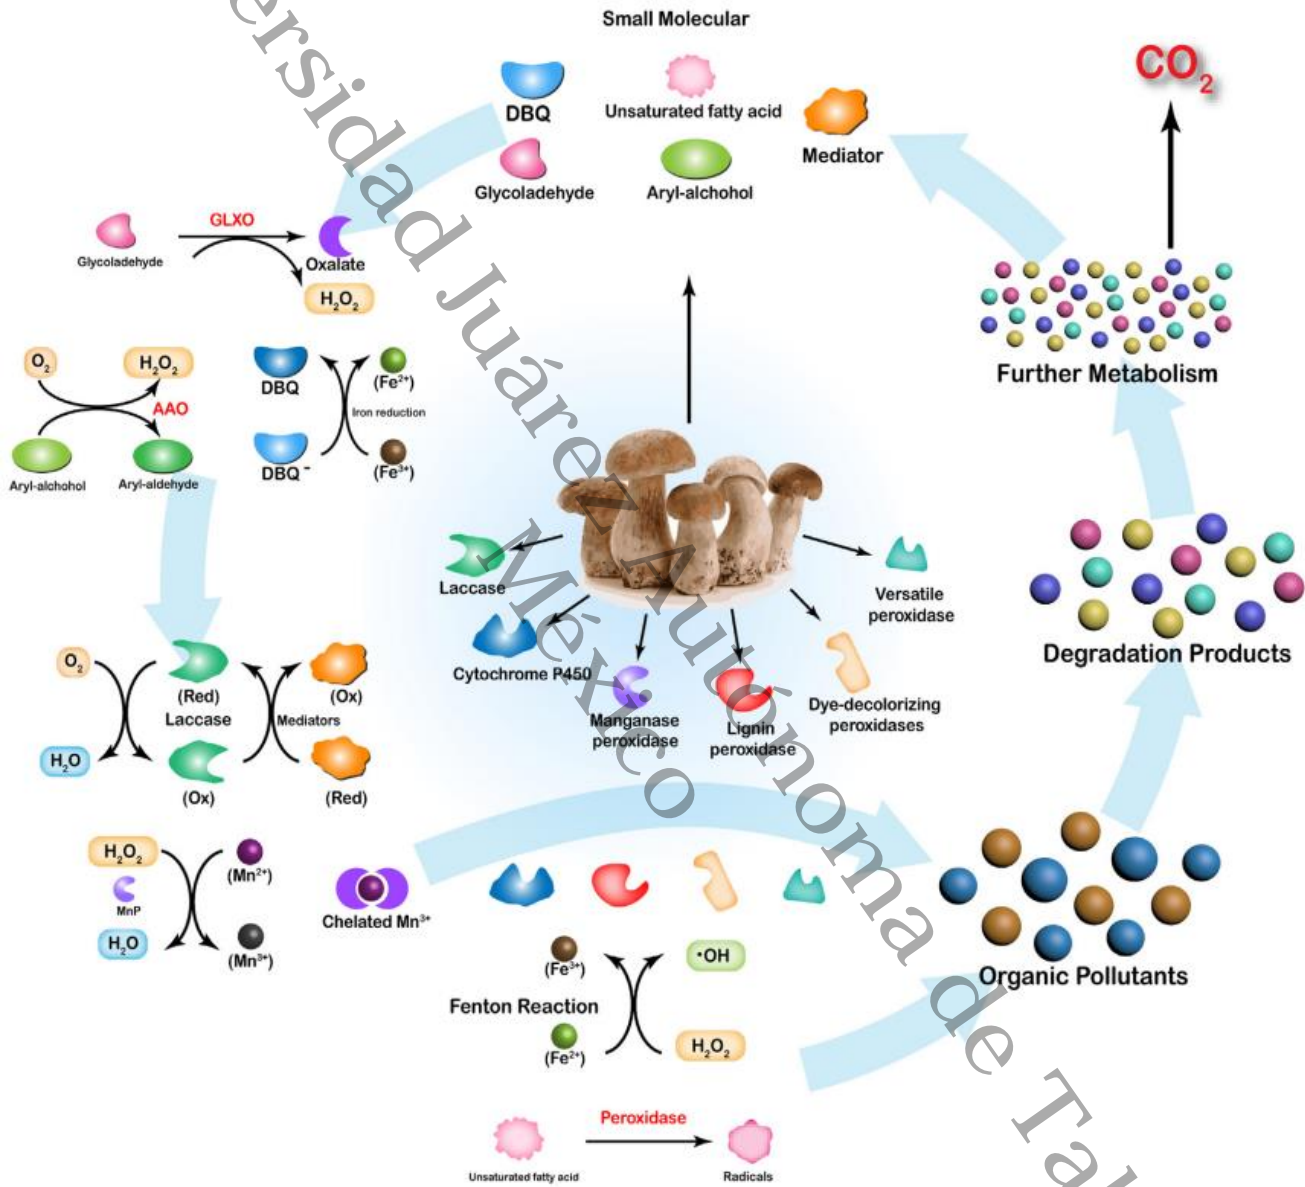 Small Molecular
DBQ
Unsaturated fatty acid
Mediator
Glycoladehyde
Aryl-alchohol
CO₂
Glycoladehyde
GLXO
Oxalate
H₂O₂
Further Metabolism
O₂
H₂O₂
AAO
Aryl-alchohol
Aryl-aldehyde
DBQ
(Fe²⁺)
Iron reduction
DBQ⁻
(Fe³⁺)
Laccase
Cytochrome P450
Manganase
peroxidase
Lignin
peroxidase
Dye-decolorizing
peroxidases
Versatile
peroxidase
Degradation Products
O₂
(Red)
Laccase
(Ox)
Mediators
H₂O
(Ox)
(Red)
H₂O₂
MnP
H₂O
(Mn²⁺)
(Mn³⁺)
Chelated Mn³⁺
Organic Pollutants
(Fe³⁺)
•OH
Fenton Reaction
(Fe²⁺)
H₂O₂
Unsaturated fatty acid
Peroxidase
Radicals
ersidad Juárez Autónoma de Tab
México